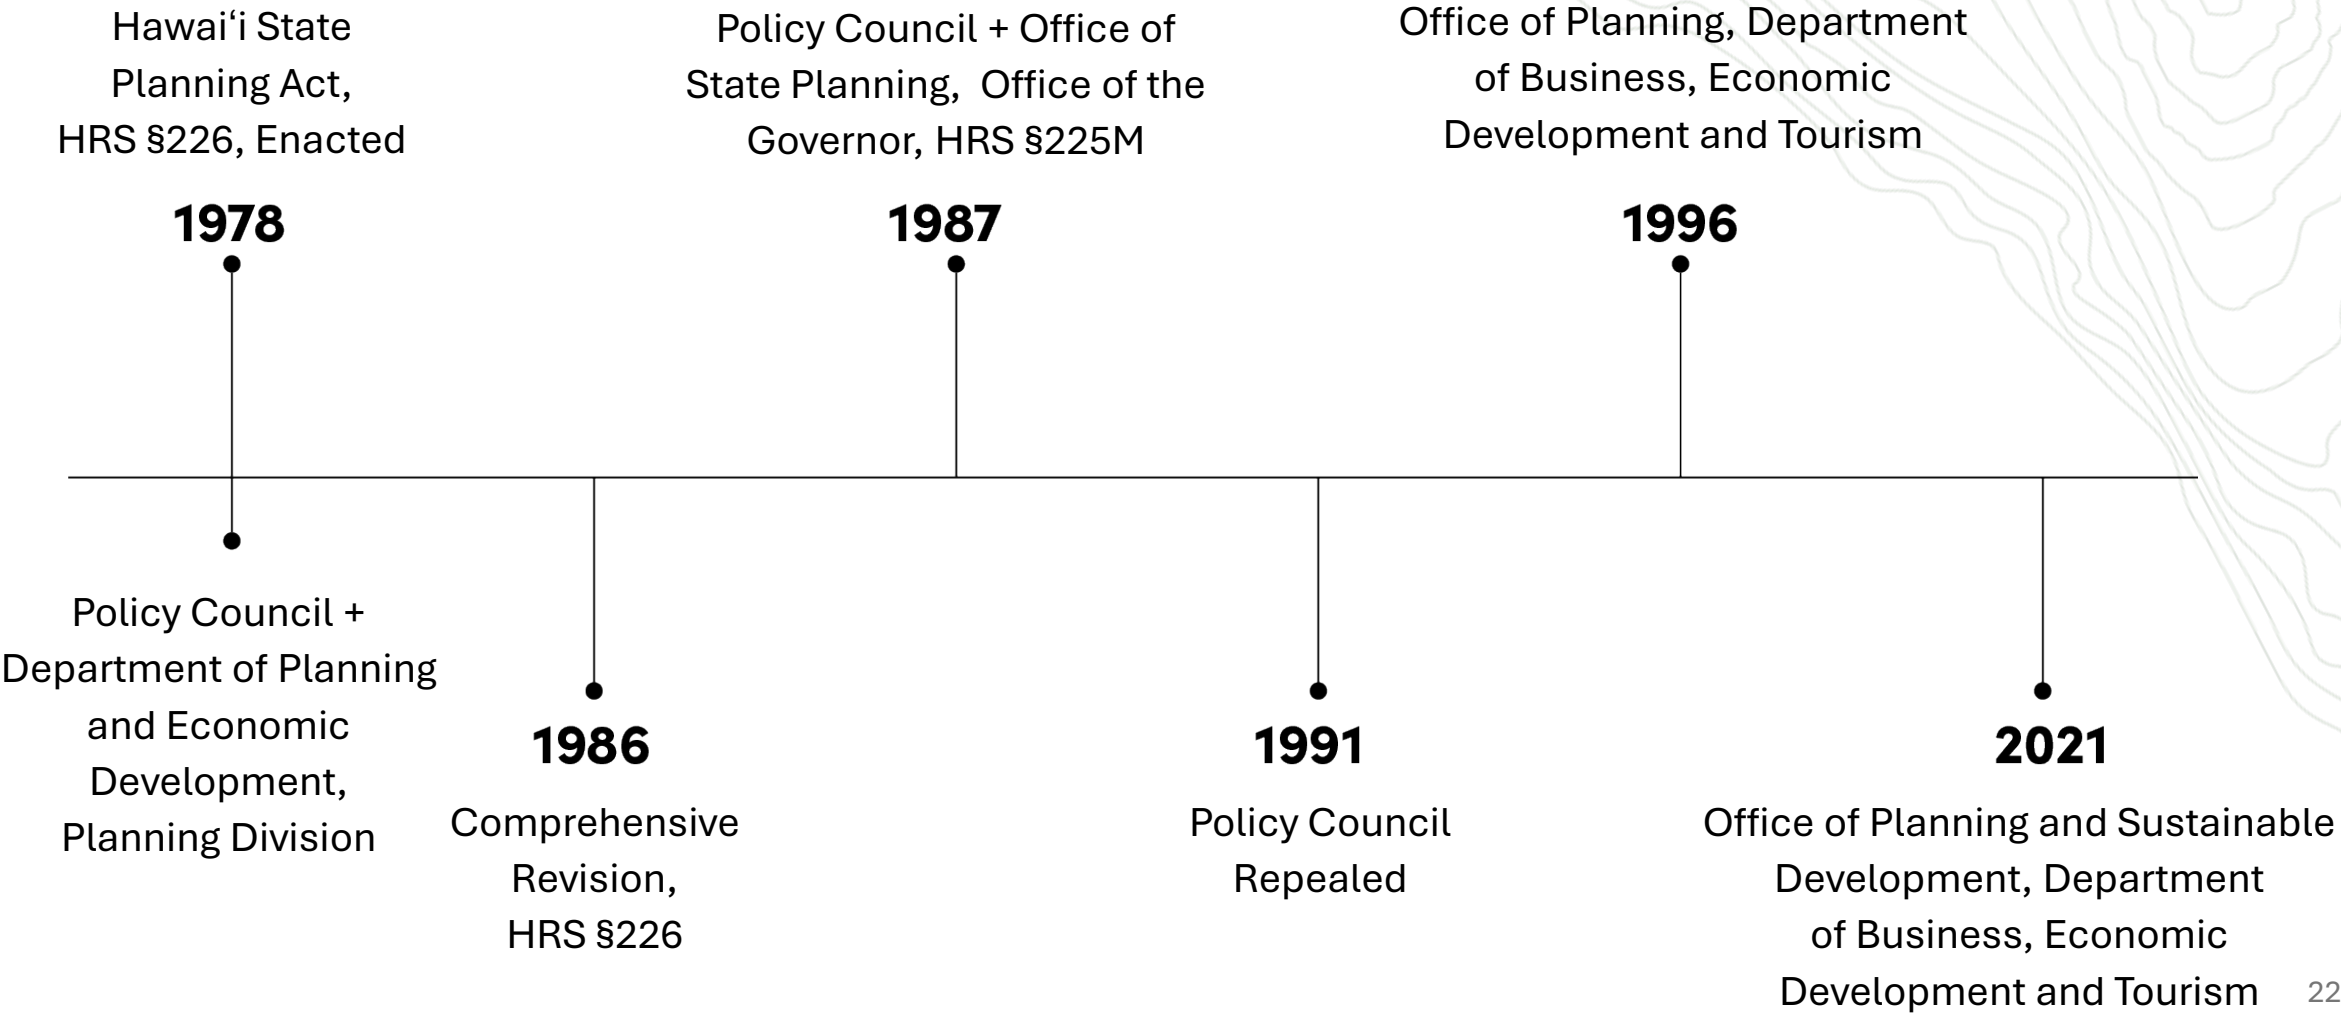 Hawaiʻi State
Planning Act,
HRS §226, Enacted
1978
Policy Council +
Department of Planning
and Economic
Development,
Planning Division
1986
Comprehensive
Revision,
HRS §226
Policy Council + Office of
State Planning,  Office of the
Governor, HRS §225M
1987
1991
Policy Council
Repealed
Office of Planning, Department
of Business, Economic
Development and Tourism
1996
2021
Office of Planning and Sustainable
Development, Department
of Business, Economic
Development and Tourism
22